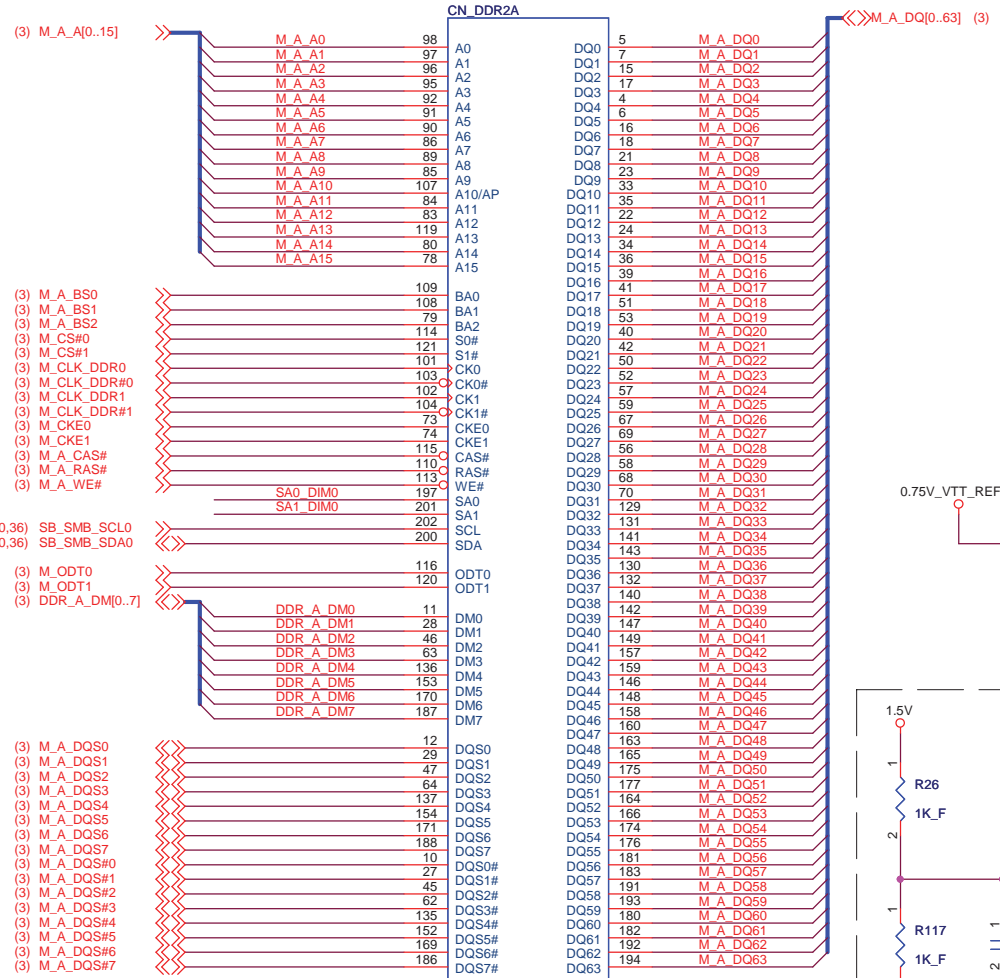 CN_DDR2A
(3) M_A_A[0..15]
M_A_DQ[0..63] (3)
M_A_A0 98 A0 DQ0 5 M_A_DQ0
M_A_A1 97 A1 DQ1 7 M_A_DQ1
M_A_A2 96 A2 DQ2 15 M_A_DQ2
M_A_A3 95 A3 DQ3 17 M_A_DQ3
M_A_A4 92 A4 DQ4 4 M_A_DQ4
M_A_A5 91 A5 DQ5 6 M_A_DQ5
M_A_A6 90 A6 DQ6 16 M_A_DQ6
M_A_A7 86 A7 DQ7 18 M_A_DQ7
M_A_A8 89 A8 DQ8 21 M_A_DQ8
M_A_A9 85 A9 DQ9 23 M_A_DQ9
M_A_A10 107 A10/AP DQ10 33 M_A_DQ10
M_A_A11 84 A11 DQ11 35 M_A_DQ11
M_A_A12 83 A12 DQ12 22 M_A_DQ12
M_A_A13 119 A13 DQ13 24 M_A_DQ13
M_A_A14 80 A14 DQ14 34 M_A_DQ14
M_A_A15 78 A15 DQ15 36 M_A_DQ15
DQ16 39 M_A_DQ16
(3) M_A_BS0 109 BA0 DQ17 41 M_A_DQ17
(3) M_A_BS1 108 BA1 DQ18 51 M_A_DQ18
(3) M_A_BS2 79 BA2 DQ19 53 M_A_DQ19
(3) M_CS#0 114 S0# DQ20 40 M_A_DQ20
(3) M_CS#1 121 S1# DQ21 42 M_A_DQ21
(3) M_CLK_DDR0 101 CK0 DQ22 50 M_A_DQ22
(3) M_CLK_DDR#0 103 CK0# DQ23 52 M_A_DQ23
(3) M_CLK_DDR1 102 CK1 DQ24 57 M_A_DQ24
(3) M_CLK_DDR#1 104 CK1# DQ25 59 M_A_DQ25
(3) M_CKE0 73 CKE0 DQ26 67 M_A_DQ26
(3) M_CKE1 74 CKE1 DQ27 69 M_A_DQ27
(3) M_A_CAS# 115 CAS# DQ28 56 M_A_DQ28
(3) M_A_RAS# 110 RAS# DQ29 58 M_A_DQ29
(3) M_A_WE# 113 WE# DQ30 68 M_A_DQ30
SA0_DIM0 197 SA0 DQ31 70 M_A_DQ31
SA1_DIM0 201 SA1 DQ32 129 M_A_DQ32
0,36) SB_SMB_SCL0 202 SCL DQ33 131 M_A_DQ33
0,36) SB_SMB_SDA0 200 SDA DQ34 141 M_A_DQ34
DQ35 143 M_A_DQ35
(3) M_ODT0 116 ODT0 DQ36 130 M_A_DQ36
(3) M_ODT1 120 ODT1 DQ37 132 M_A_DQ37
(3) DDR_A_DM[0..7] DQ38 140 M_A_DQ38
DDR_A_DM0 11 DM0 DQ39 142 M_A_DQ39
DDR_A_DM1 28 DM1 DQ40 147 M_A_DQ40
DDR_A_DM2 46 DM2 DQ41 149 M_A_DQ41
DDR_A_DM3 63 DM3 DQ42 157 M_A_DQ42
DDR_A_DM4 136 DM4 DQ43 159 M_A_DQ43
DDR_A_DM5 153 DM5 DQ44 146 M_A_DQ44
DDR_A_DM6 170 DM6 DQ45 148 M_A_DQ45
DDR_A_DM7 187 DM7 DQ46 158 M_A_DQ46
DQ47 160 M_A_DQ47
(3) M_A_DQS0 12 DQS0 DQ48 163 M_A_DQ48
(3) M_A_DQS1 29 DQS1 DQ49 165 M_A_DQ49
(3) M_A_DQS2 47 DQS2 DQ50 175 M_A_DQ50
(3) M_A_DQS3 64 DQS3 DQ51 177 M_A_DQ51
(3) M_A_DQS4 137 DQS4 DQ52 164 M_A_DQ52
(3) M_A_DQS5 154 DQS5 DQ53 166 M_A_DQ53
(3) M_A_DQS6 171 DQS6 DQ54 174 M_A_DQ54
(3) M_A_DQS7 188 DQS7 DQ55 176 M_A_DQ55
(3) M_A_DQS#0 10 DQS0# DQ56 181 M_A_DQ56
(3) M_A_DQS#1 27 DQS1# DQ57 183 M_A_DQ57
(3) M_A_DQS#2 45 DQS2# DQ58 191 M_A_DQ58
(3) M_A_DQS#3 62 DQS3# DQ59 193 M_A_DQ59
(3) M_A_DQS#4 135 DQS4# DQ60 180 M_A_DQ60
(3) M_A_DQS#5 152 DQS5# DQ61 182 M_A_DQ61
(3) M_A_DQS#6 169 DQS6# DQ62 192 M_A_DQ62
(3) M_A_DQS#7 186 DQS7# DQ63 194 M_A_DQ63
0.75V_VTT_REF
1.5V
1
R26
1K_F
2
1
R117
1K_F
1
2